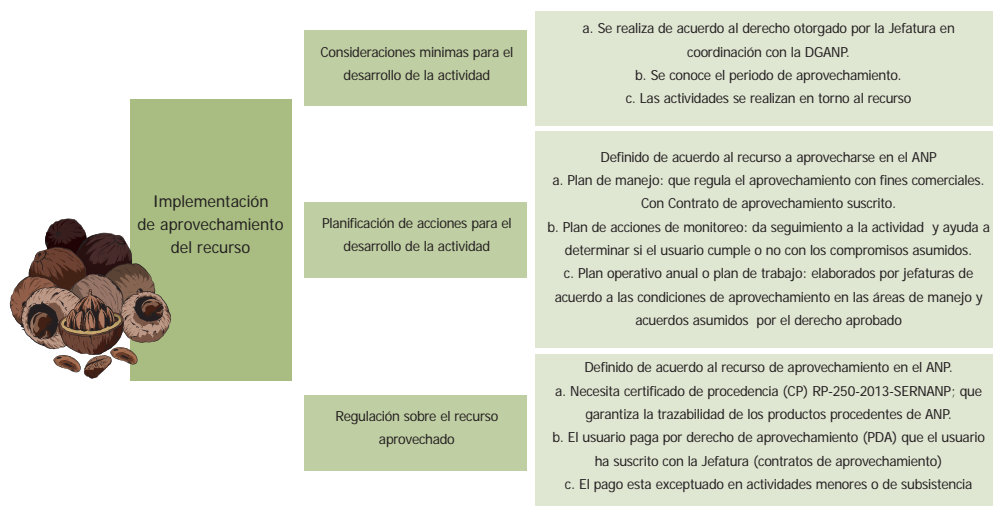 Implementación
de aprovechamiento
del recurso
Consideraciones minimas para el
desarrollo de la actividad
a. Se realiza de acuerdo al derecho otorgado por la Jefatura en
coordinación con la DGANP.
b. Se conoce el periodo de aprovechamiento.
c. Las actividades se realizan en torno al recurso
Planificación de acciones para el
desarrollo de la actividad
Definido de acuerdo al recurso a aprovecharse en el ANP
a. Plan de manejo: que regula el aprovechamiento con fines comerciales.
Con Contrato de aprovechamiento suscrito.
b. Plan de acciones de monitoreo: da seguimiento a la actividad y ayuda a
determinar si el usuario cumple o no con los compromisos asumidos.
c. Plan operativo anual o plan de trabajo: elaborados por jefaturas de
acuerdo a las condiciones de aprovechamiento en las áreas de manejo y
acuerdos asumidos por el derecho aprobado
Regulación sobre el recurso
aprovechado
Definido de acuerdo al recurso de aprovechamiento en el ANP.
a. Necesita certificado de procedencia (CP) RP-250-2013-SERNANP; que
garantiza la trazabilidad de los productos procedentes de ANP.
b. El usuario paga por derecho de aprovechamiento (PDA) que el usuario
ha suscrito con la Jefatura (contratos de aprovechamiento)
c. El pago esta exceptuado en actividades menores o de subsistencia